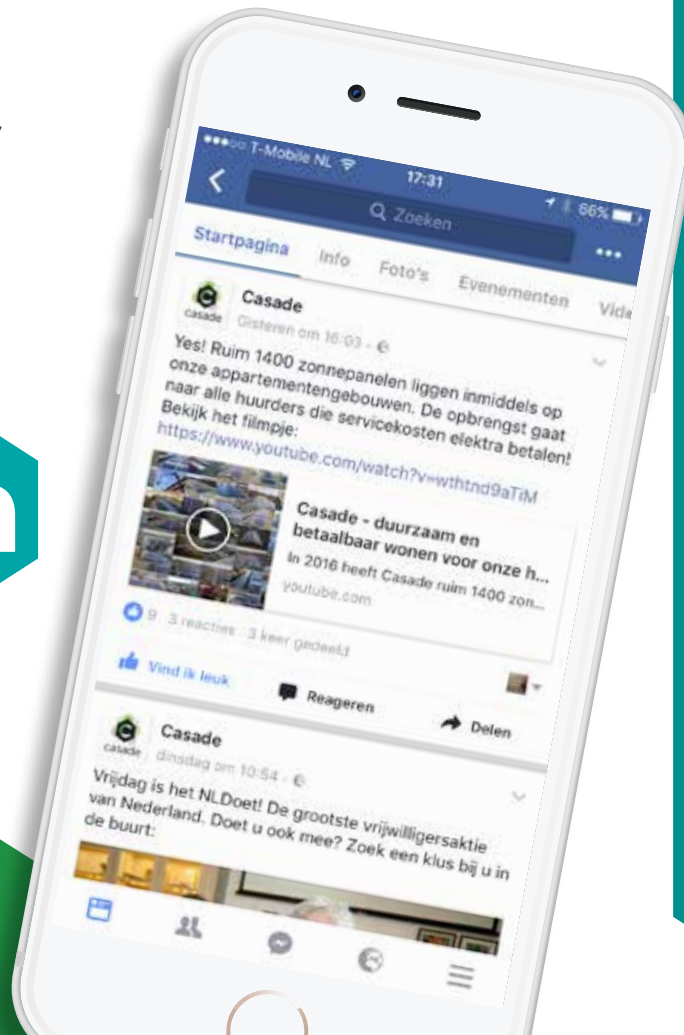 T-Mobile NL 17:31 66%
Zoeken
Startpagina Info Foto's Evenementen Vide
casade
Casade
Gisteren om 16:03 ·
Yes! Ruim 1400 zonnepanelen liggen inmiddels op
onze appartementengebouwen. De opbrengst gaat
naar alle huurders die servicekosten elektra betalen!
Bekijk het filmpje:
https://www.youtube.com/watch?v=wthtnd9aTiM
Casade - duurzaam en
betaalbaar wonen voor onze h...
In 2016 heeft Casade ruim 1400 zon...
youtube.com
9 3 reacties 3 keer gedeeld
Vind ik leuk Reageren Delen
casade
Casade
dinsdag om 10:54 ·
Vrijdag is het NLDoet! De grootste vrijwilligersaktie
van Nederland. Doet u ook mee? Zoek een klus bij u in
de buurt: